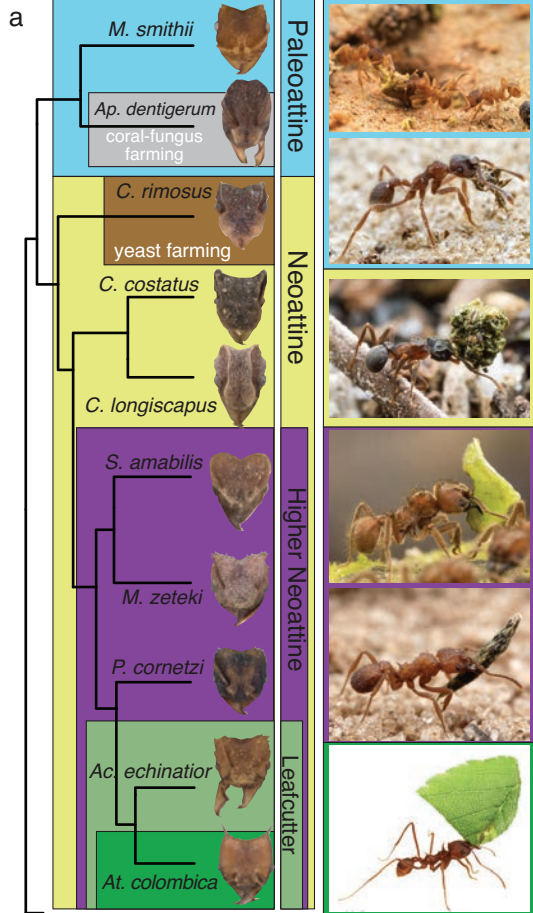 a
M. smithii
Ap. dentigerum
coral-fungus
farming
Paleoattine
C. rimosus
yeast farming
Neoattine
C. costatus
C. longiscapus
S. amabilis
Higher Neoattine
M. zeteki
P. cornetzi
Ac. echinatior
Leafcutter
At. colombica